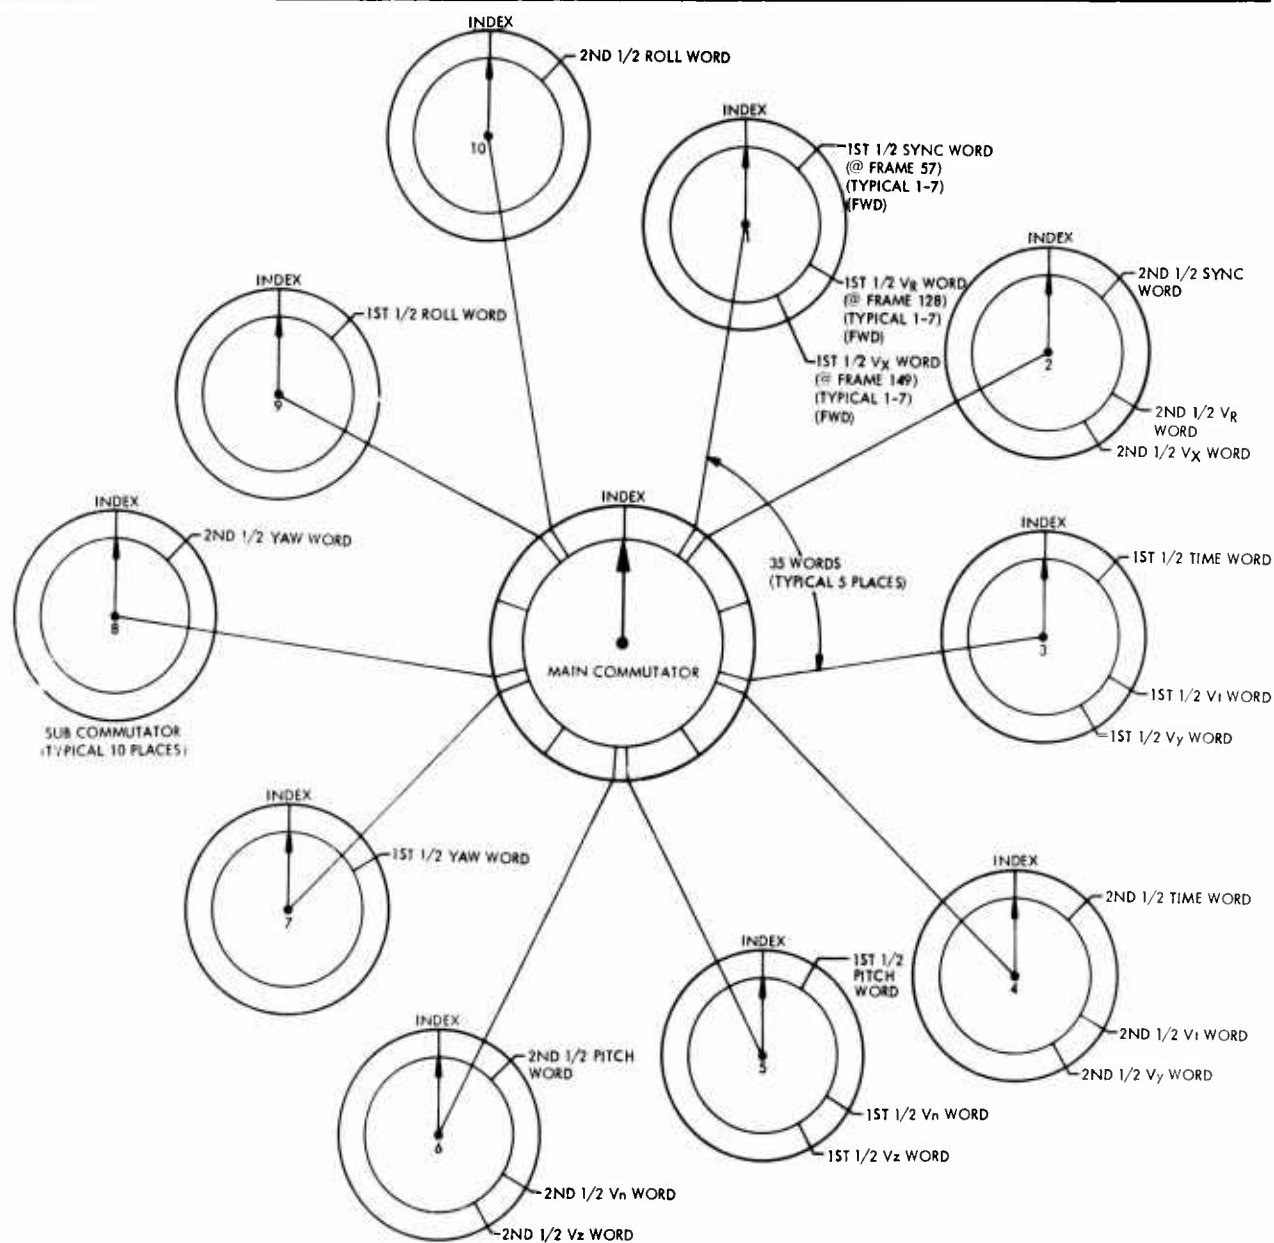 INDEX
2ND 1/2 ROLL WORD
10
INDEX
1ST 1/2 SYNC WORD
(@ FRAME 57)
(TYPICAL 1-7)
(FWD)
1
1ST 1/2 VR WORD
(@ FRAME 128)
(TYPICAL 1-7)
(FWD)
1ST 1/2 VX WORD
(@ FRAME 149)
(TYPICAL 1-7)
(FWD)
INDEX
2ND 1/2 SYNC
WORD
2
2ND 1/2 VR
WORD
2ND 1/2 VX WORD
INDEX
1ST 1/2 ROLL WORD
9
INDEX
35 WORDS
(TYPICAL 5 PLACES)
MAIN COMMUTATOR
INDEX
1ST 1/2 TIME WORD
3
1ST 1/2 Vt WORD
1ST 1/2 Vy WORD
INDEX
2ND 1/2 YAW WORD
8
SUB COMMUTATOR
(TYPICAL 10 PLACES)
INDEX
1ST 1/2 YAW WORD
7
INDEX
2ND 1/2 TIME WORD
4
2ND 1/2 Vt WORD
2ND 1/2 Vy WORD
INDEX
1ST 1/2
PITCH
WORD
5
1ST 1/2 Vn WORD
1ST 1/2 Vz WORD
INDEX
2ND 1/2 PITCH
WORD
6
2ND 1/2 Vn WORD
2ND 1/2 Vz WORD